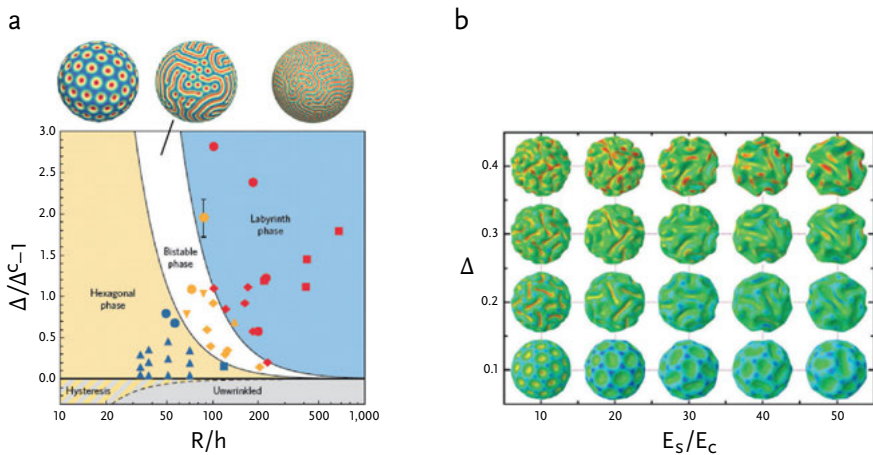 a
3.0
2.5
2.0
1.5
1.0
0.5
0.0
Δ/Δᶜ–1
Hexagonal
phase
Bistable
phase
Labyrinth
phase
Hysteresis
Unwrinkled
10
20
50
100
200
500
1,000
R/h
b
0.4
0.3
0.2
0.1
Δ
10
20
30
40
50
E_s/E_c